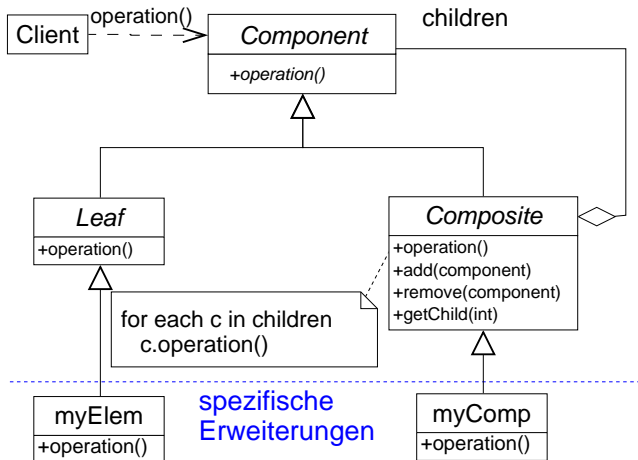 operation()
children
Client
Component
+operation()
Leaf
+operation()
Composite
+operation()
+add(component)
+remove(component)
+getChild(int)
for each c in children
c.operation()
spezifische
Erweiterungen
myElem
+operation()
myComp
+operation()